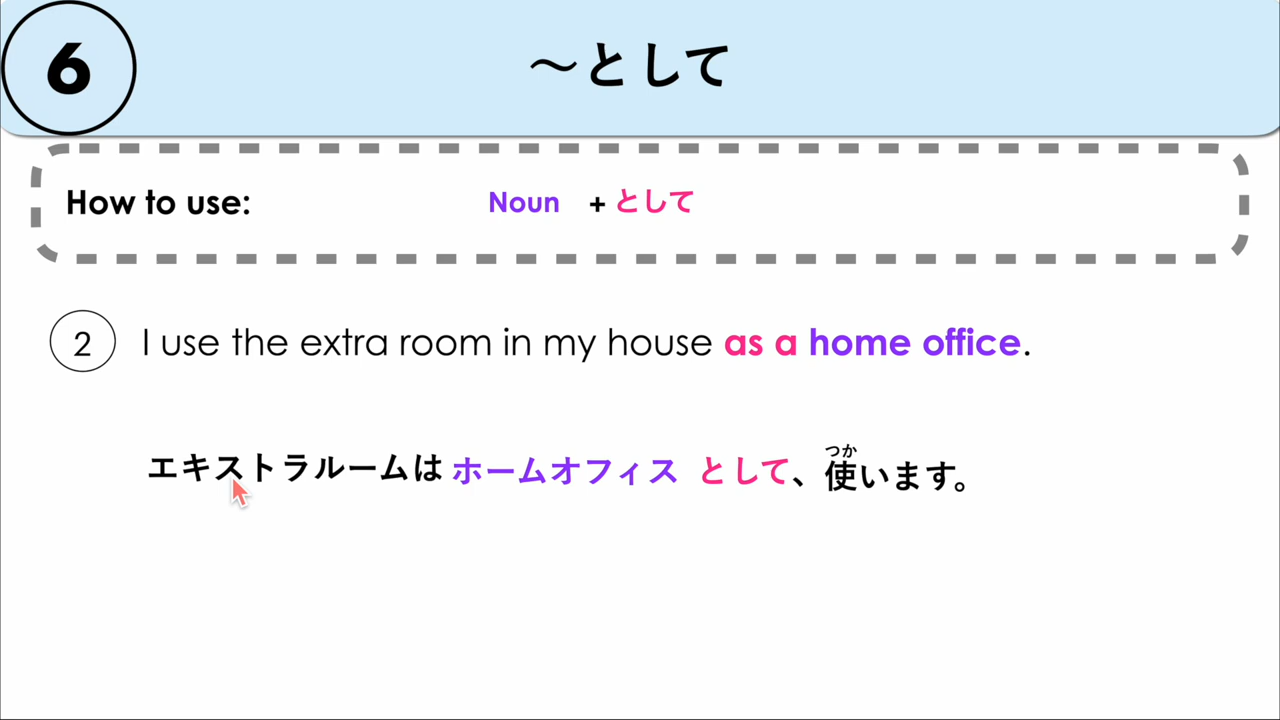 6
〜として
How to use: Noun + として
2 I use the extra room in my house as a home office.
つか
エキストラルームは ホームオフィス として、使います。